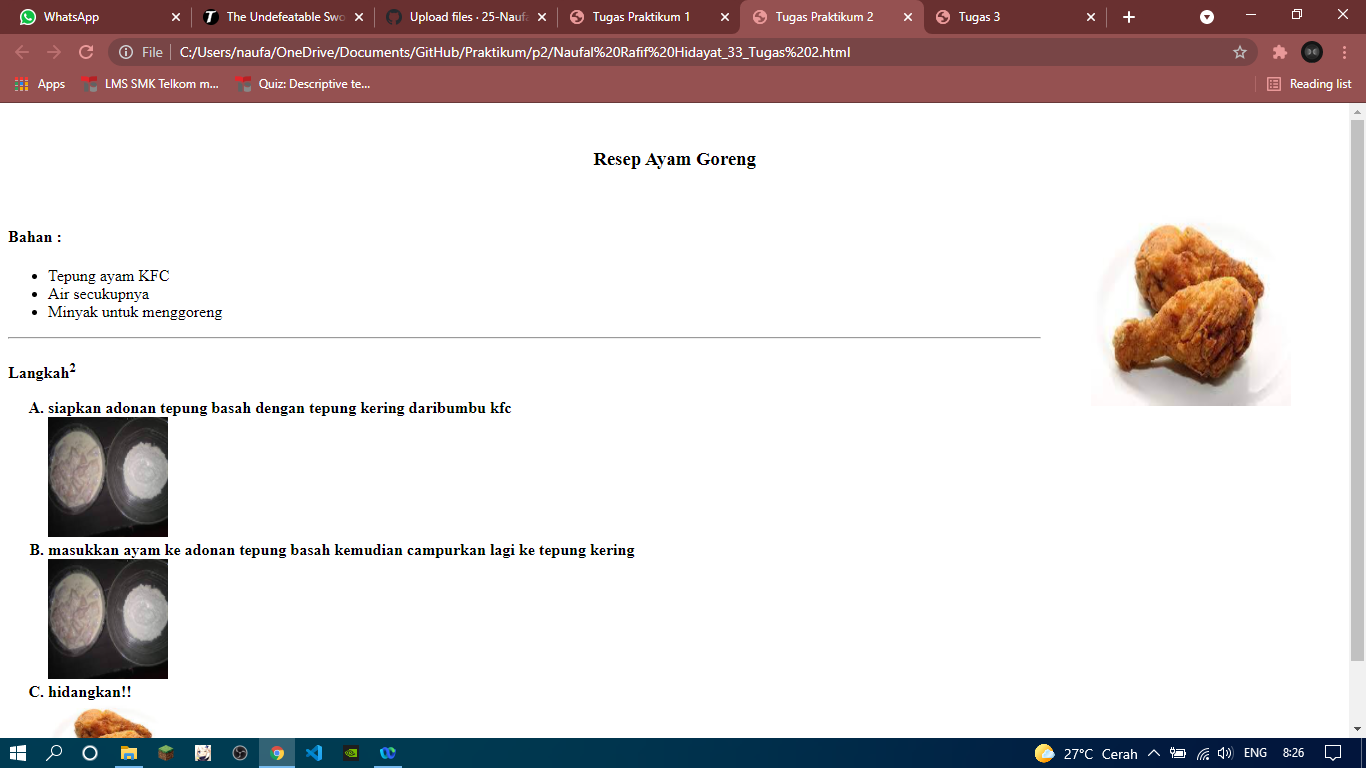 WhatsApp
The Undefeatable Swo
Upload files · 25-Naufa
Tugas Praktikum 1
Tugas Praktikum 2
Tugas 3
File
C:/Users/naufa/OneDrive/Documents/GitHub/Praktikum/p2/Naufal%20Rafif%20Hidayat_33_Tugas%202.html
Apps
LMS SMK Telkom m...
Quiz: Descriptive te...
Reading list
Resep Ayam Goreng
Bahan :
• Tepung ayam KFC
• Air secukupnya
• Minyak untuk menggoreng
Langkah²
A. siapkan adonan tepung basah dengan tepung kering daribumbu kfc
B. masukkan ayam ke adonan tepung basah kemudian campurkan lagi ke tepung kering
C. hidangkan!!
27°C Cerah
ENG
8:26